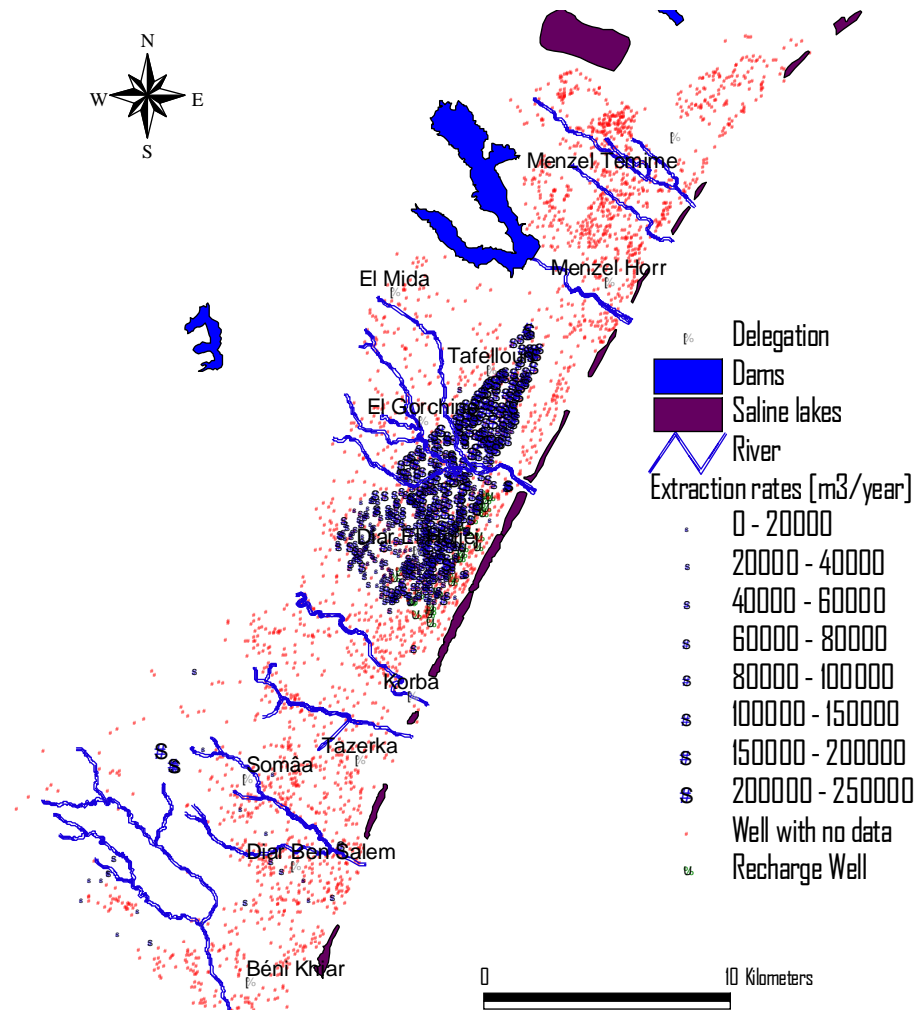 N
W E
S
Menzel Temime
Menzel Horr
El Mida
Tafelloun
El Gorchine
Korba
Tazerka
Somâa
Diar Ben Salem
Béni Khiar
Delegation
Dams
Saline lakes
River
Extraction rates [m3/year]
0 - 20000
20000 - 40000
40000 - 60000
60000 - 80000
80000 - 100000
100000 - 150000
150000 - 200000
200000 - 250000
Well with no data
Recharge Well
0 10 Kilometers